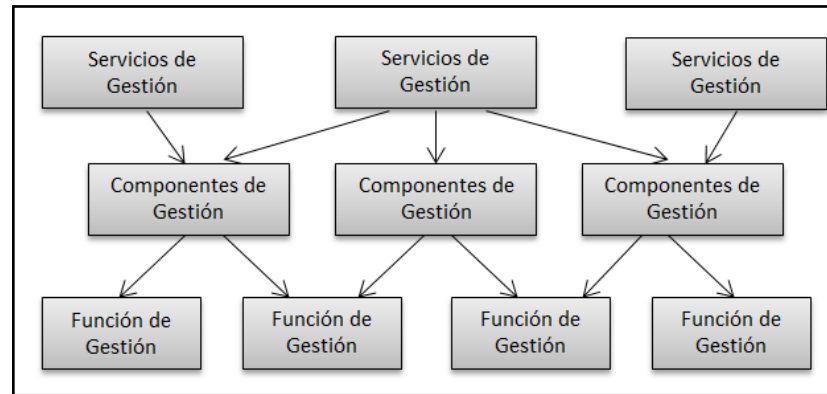 Servicios de
Gestión
Servicios de
Gestión
Servicios de
Gestión
Componentes de
Gestión
Componentes de
Gestión
Componentes de
Gestión
Función de
Gestión
Función de
Gestión
Función de
Gestión
Función de
Gestión